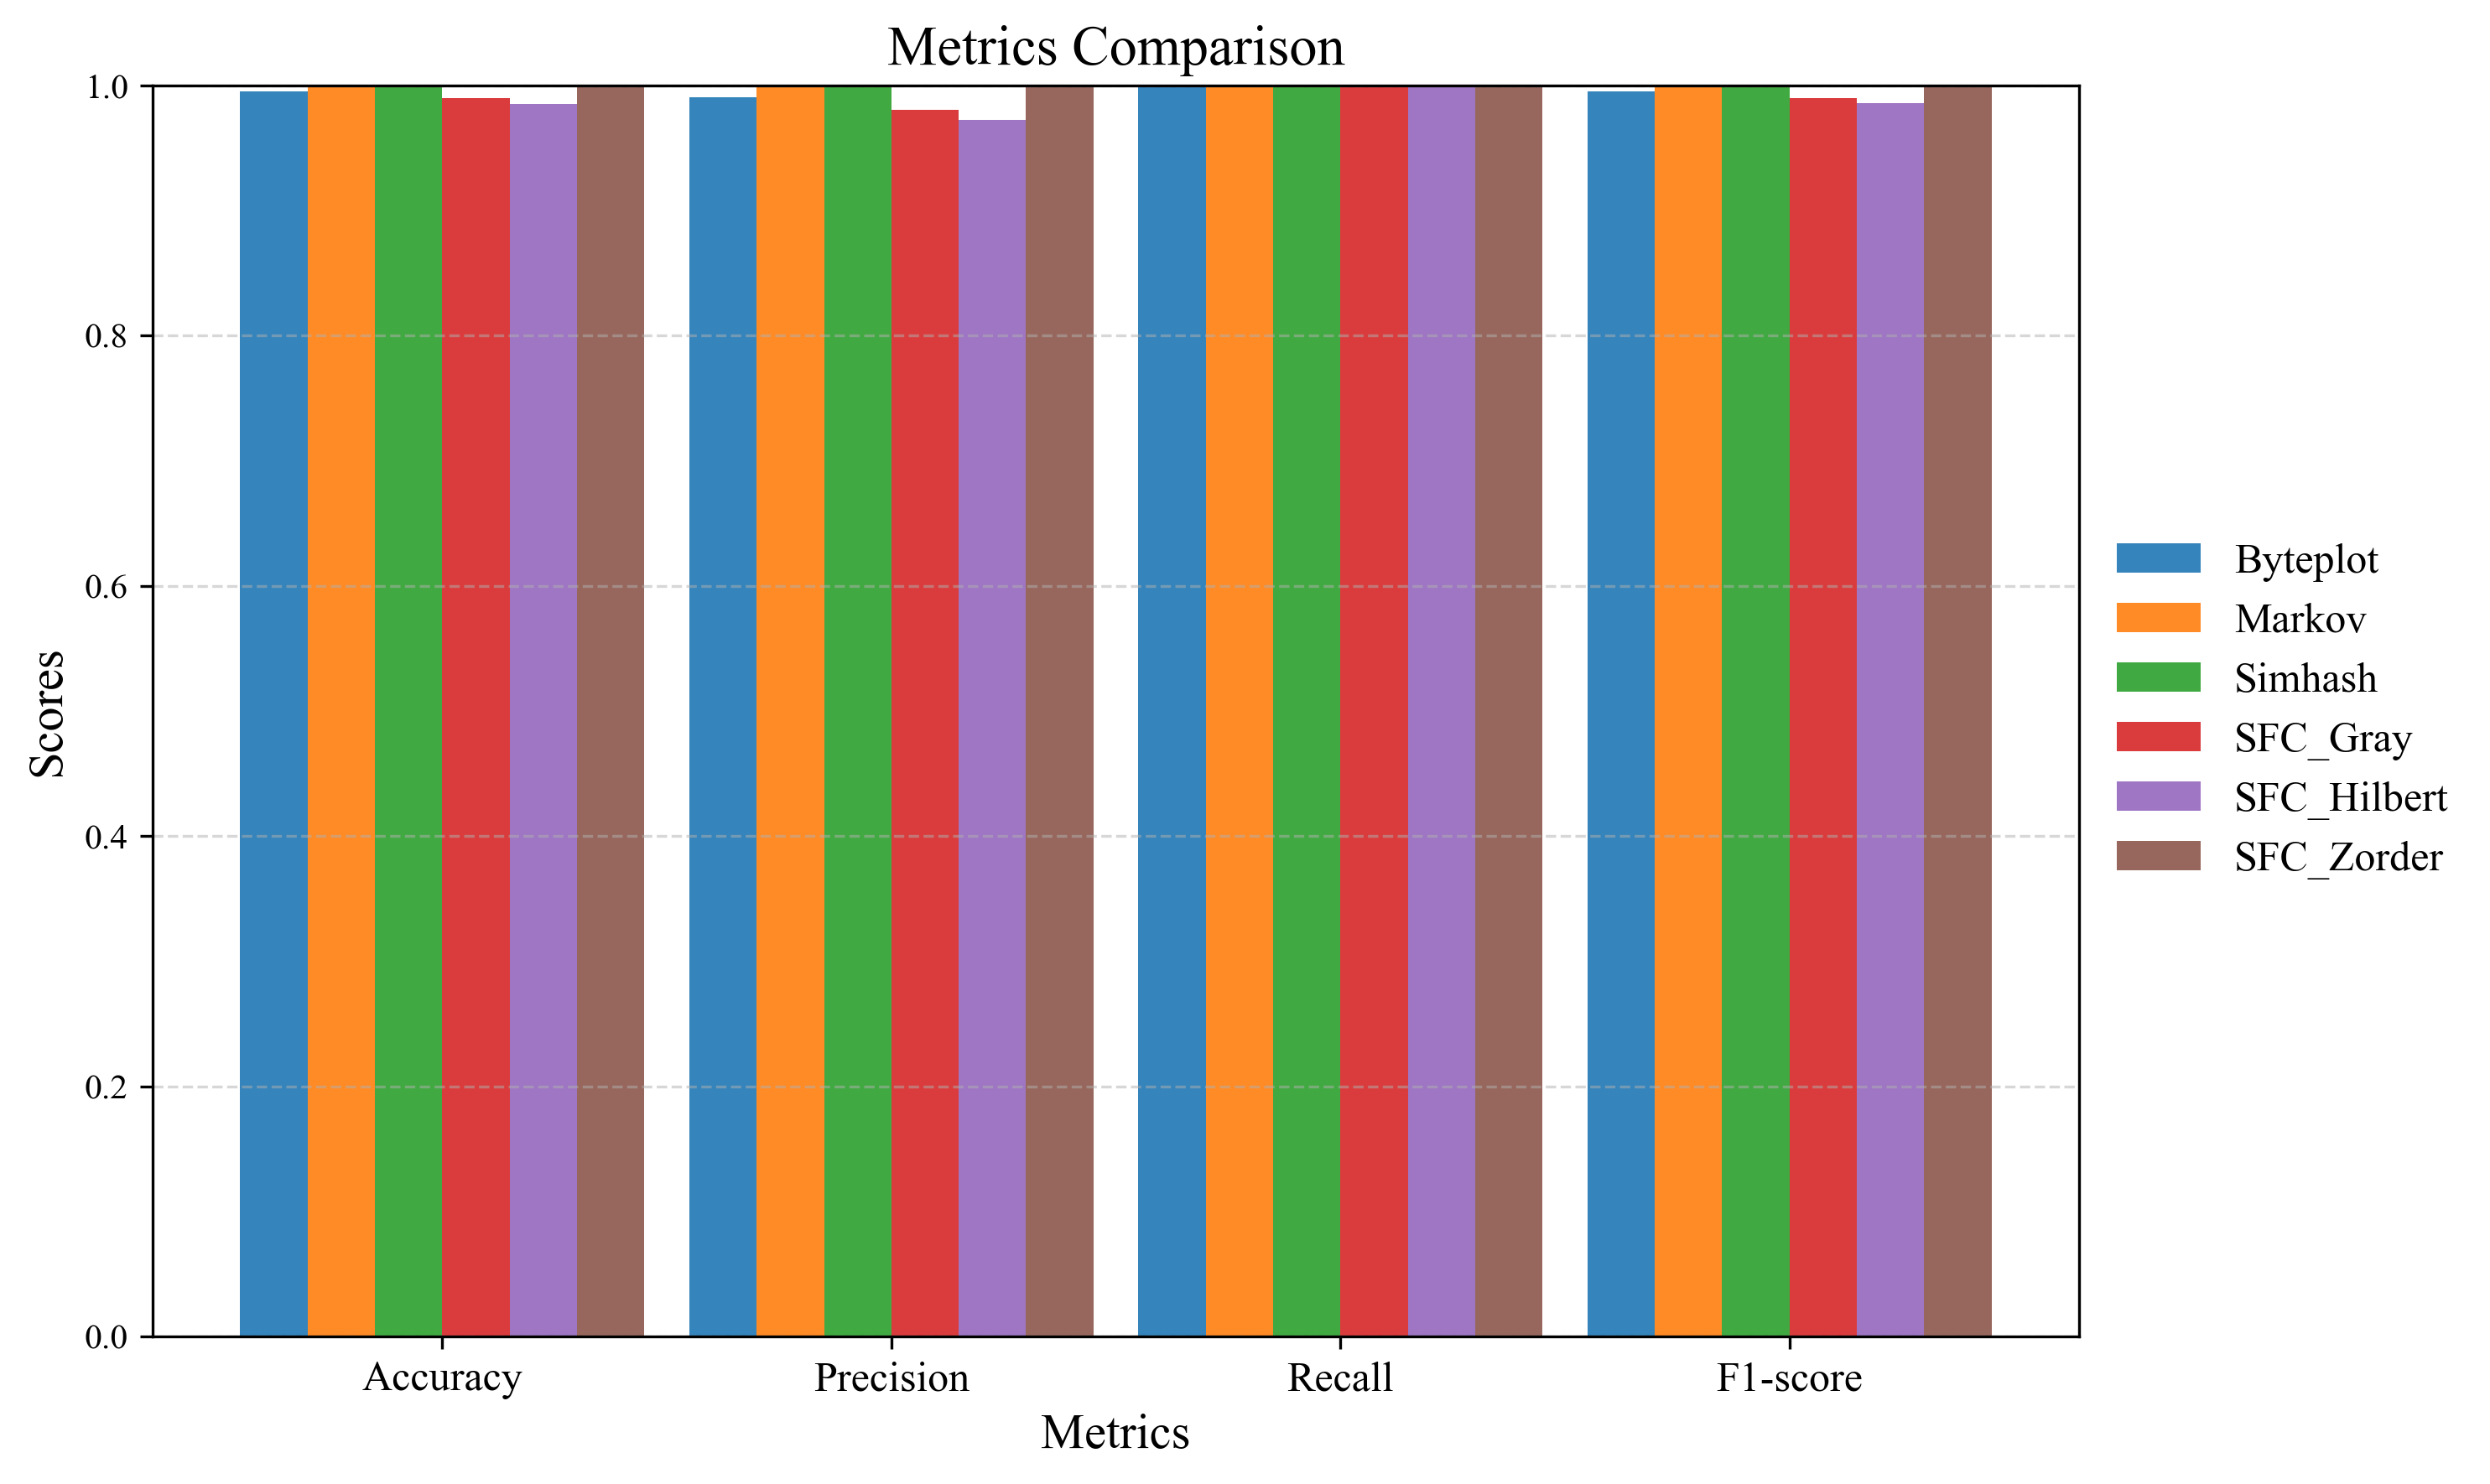 Metrics Comparison
Scores
1.0
0.8
0.6
0.4
0.2
0.0
Accuracy
Precision
Recall
F1-score
Metrics
Byteplot
Markov
Simhash
SFC_Gray
SFC_Hilbert
SFC_Zorder